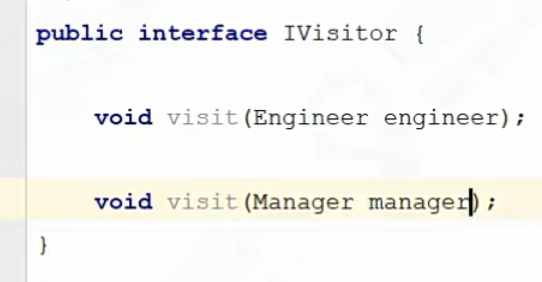 public interface IVisitor {
void visit(Engineer engineer);
void visit(Manager manager);
}